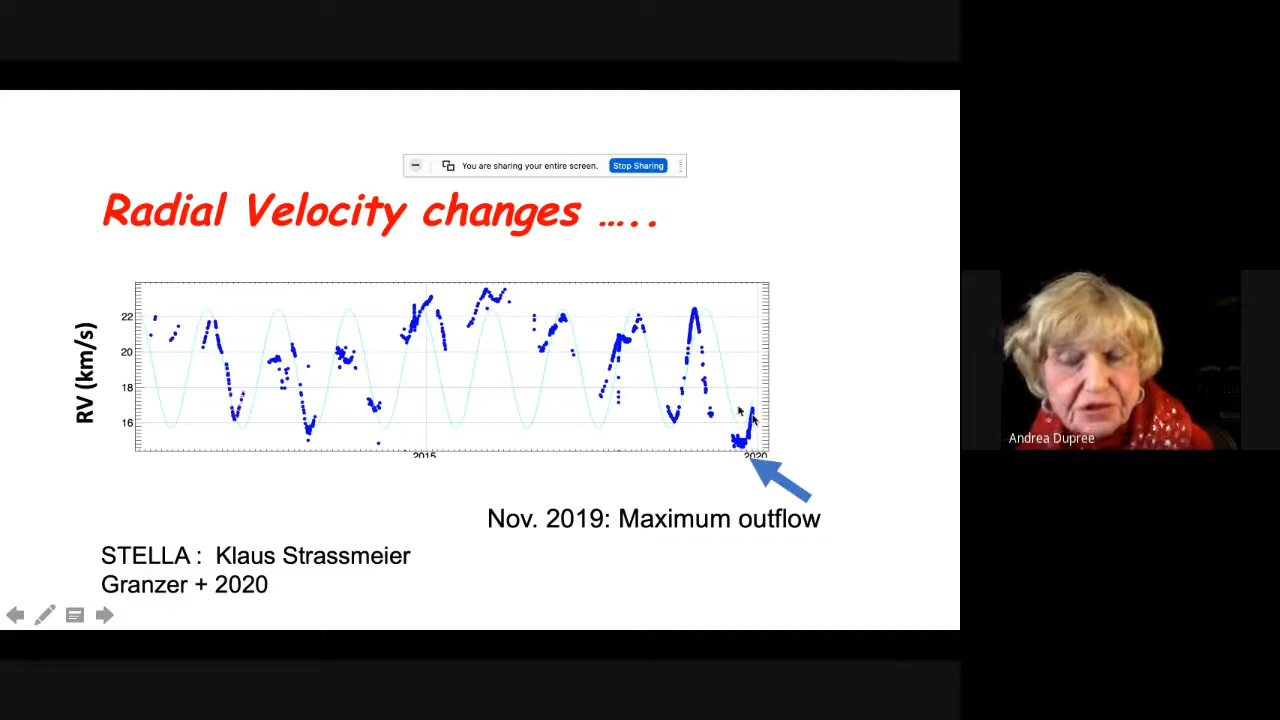 You are sharing your entire screen. Stop Sharing
Radial Velocity changes …..
RV (km/s)
22
20
18
16
2015
2020
Nov. 2019: Maximum outflow
STELLA : Klaus Strassmeier
Granzer + 2020
Andrea Dupree